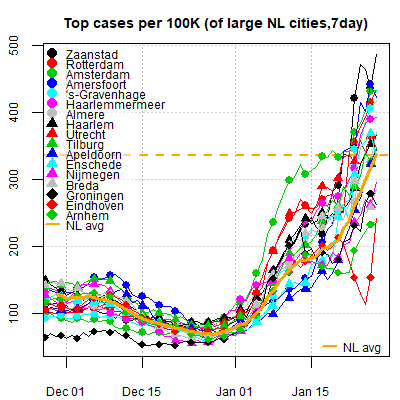 Top cases per 100K (of large NL cities,7day)
500
400
300
200
100
Zaanstad
Rotterdam
Amsterdam
Amersfoort
's-Gravenhage
Haarlemmermeer
Almere
Haarlem
Utrecht
Tilburg
Apeldoorn
Enschede
Nijmegen
Breda
Groningen
Eindhoven
Arnhem
NL avg
NL avg
Dec 01
Dec 15
Jan 01
Jan 15